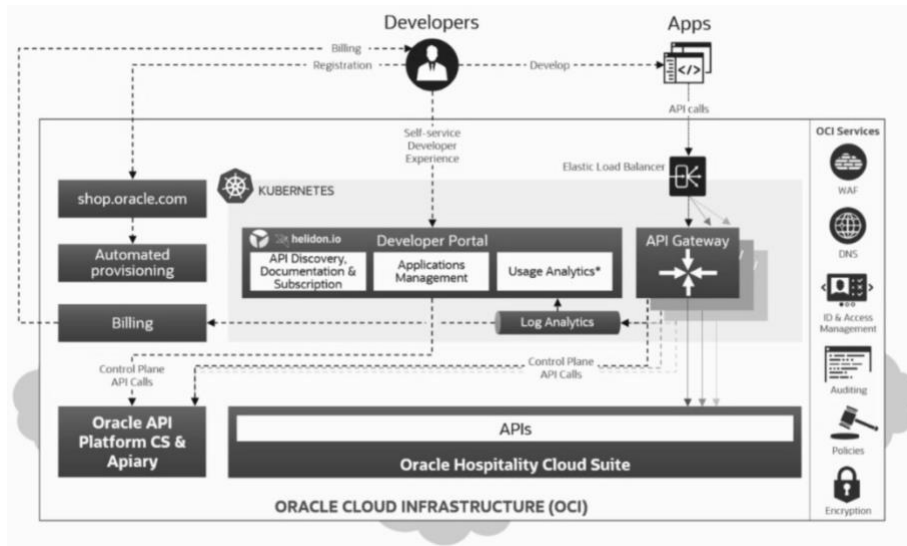 Developers
Apps
Billing
Registration
Develop
API calls
Self-service
Developer
Experience
OCI Services
Elastic Load Balancer
WAF
KUBERNETES
shop.oracle.com
helidon.io
Developer Portal
API Gateway
DNS
Automated
provisioning
API Discovery,
Documentation &
Subscription
Applications
Management
Usage Analytics*
Billing
Log Analytics
ID & Access
Management
Control Plane
API Calls
Control Plane
API Calls
Auditing
Oracle API
Platform CS &
Apiary
APIs
Oracle Hospitality Cloud Suite
Policies
ORACLE CLOUD INFRASTRUCTURE (OCI)
Encryption